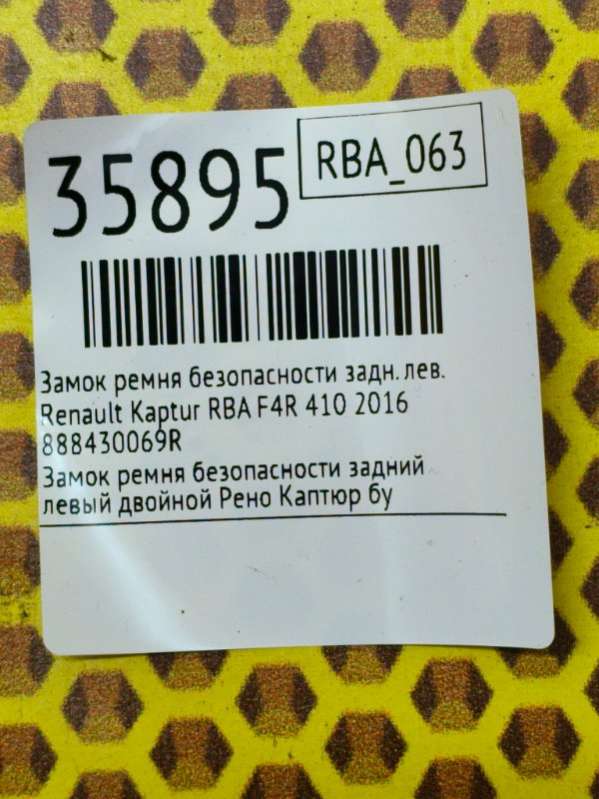 35895
RBA_063
Замок ремня безопасности задн. лев.
Renault Kaptur RBA F4R 410 2016
888430069R
Замок ремня безопасности задний
левый двойной Рено Каптюр бу